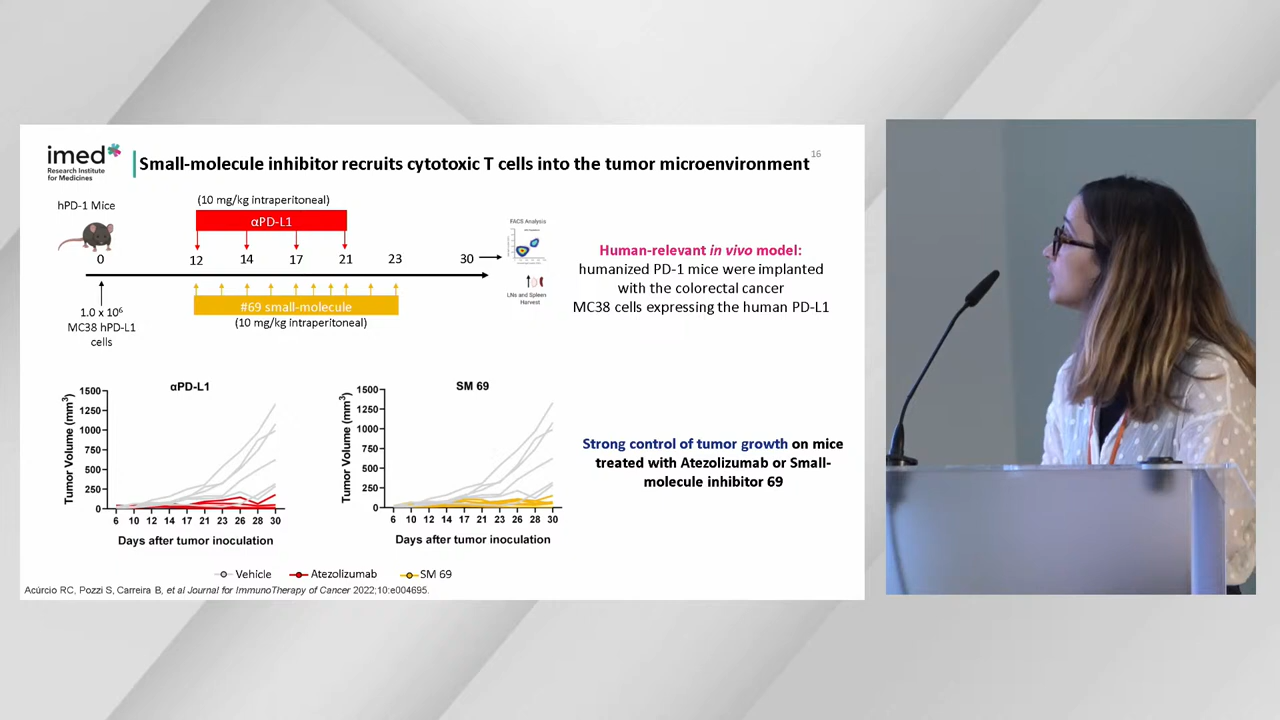 imed
Research Institute
for Medicines
Small-molecule inhibitor recruits cytotoxic T cells into the tumor microenvironment
16
hPD-1 Mice
(10 mg/kg intraperitoneal)
αPD-L1
0 12 14 17 21 23 30
#69 small-molecule
(10 mg/kg intraperitoneal)
1.0 x 10⁶
MC38 hPD-L1
cells
FACS Analysis
LNs and Spleen
Harvest
Human-relevant in vivo model:
humanized PD-1 mice were implanted
with the colorectal cancer
MC38 cells expressing the human PD-L1
αPD-L1
Tumor Volume (mm³)
1500
1250
1000
750
500
250
0
6 10 12 14 17 21 23 26 28 30
Days after tumor inoculation
SM 69
Tumor Volume (mm³)
1500
1250
1000
750
500
250
0
6 10 12 14 17 21 23 26 28 30
Days after tumor inoculation
Strong control of tumor growth on mice
treated with Atezolizumab or Small-
molecule inhibitor 69
Vehicle Atezolizumab SM 69
Acúrcio RC, Pozzi S, Carreira B, et al Journal for ImmunoTherapy of Cancer 2022;10:e004695.